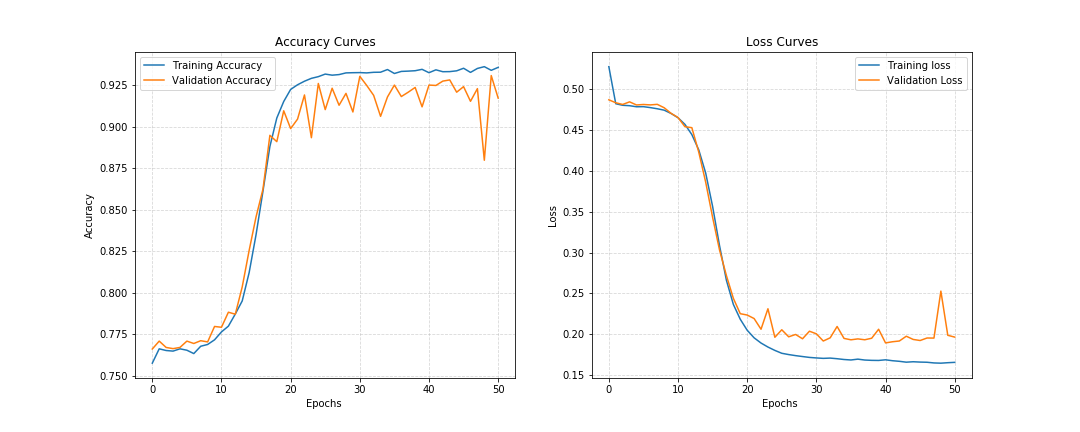 Accuracy Curves
Training Accuracy
Validation Accuracy
0.925
0.900
0.875
0.850
0.825
0.800
0.775
0.750
Accuracy
0 10 20 30 40 50
Epochs
Loss Curves
Training loss
Validation Loss
0.50
0.45
0.40
0.35
0.30
0.25
0.20
0.15
Loss
0 10 20 30 40 50
Epochs